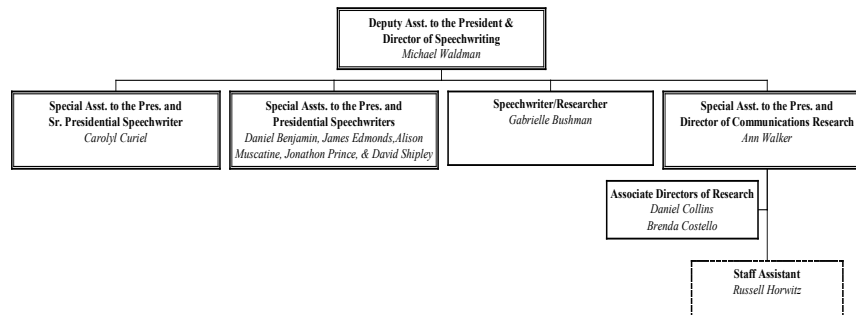 Deputy Asst. to the President &
Director of Speechwriting
Michael Waldman
Special Asst. to the Pres. and
Sr. Presidential Speechwriter
Carolyl Curiel
Special Assts. to the Pres. and
Presidential Speechwriters
Daniel Benjamin, James Edmonds,Alison
Muscatine, Jonathon Prince, & David Shipley
Speechwriter/Researcher
Gabrielle Bushman
Special Asst. to the Pres. and
Director of Communications Research
Ann Walker
Associate Directors of Research
Daniel Collins
Brenda Costello
Staff Assistant
Russell Horwitz